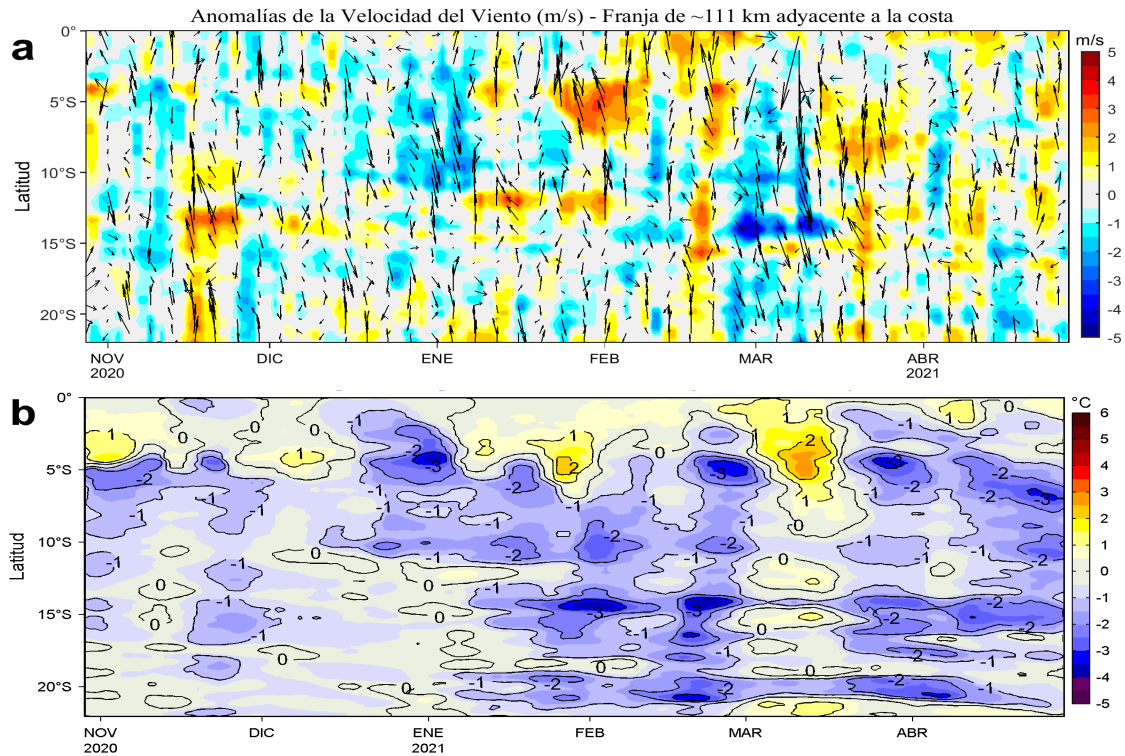 Anomalías de la Velocidad del Viento (m/s) - Franja de ~111 km adyacente a la costa
a
Latitud
0°
5°S
10°S
15°S
20°S
NOV DIC ENE FEB MAR ABR
2020 2021
m/s
5
4
3
2
1
0
-1
-2
-3
-4
-5
b
Latitud
0°
5°S
10°S
15°S
20°S
NOV DIC ENE FEB MAR ABR
2020 2021
°C
6
5
4
3
2
1
0
-1
-2
-3
-4
-5